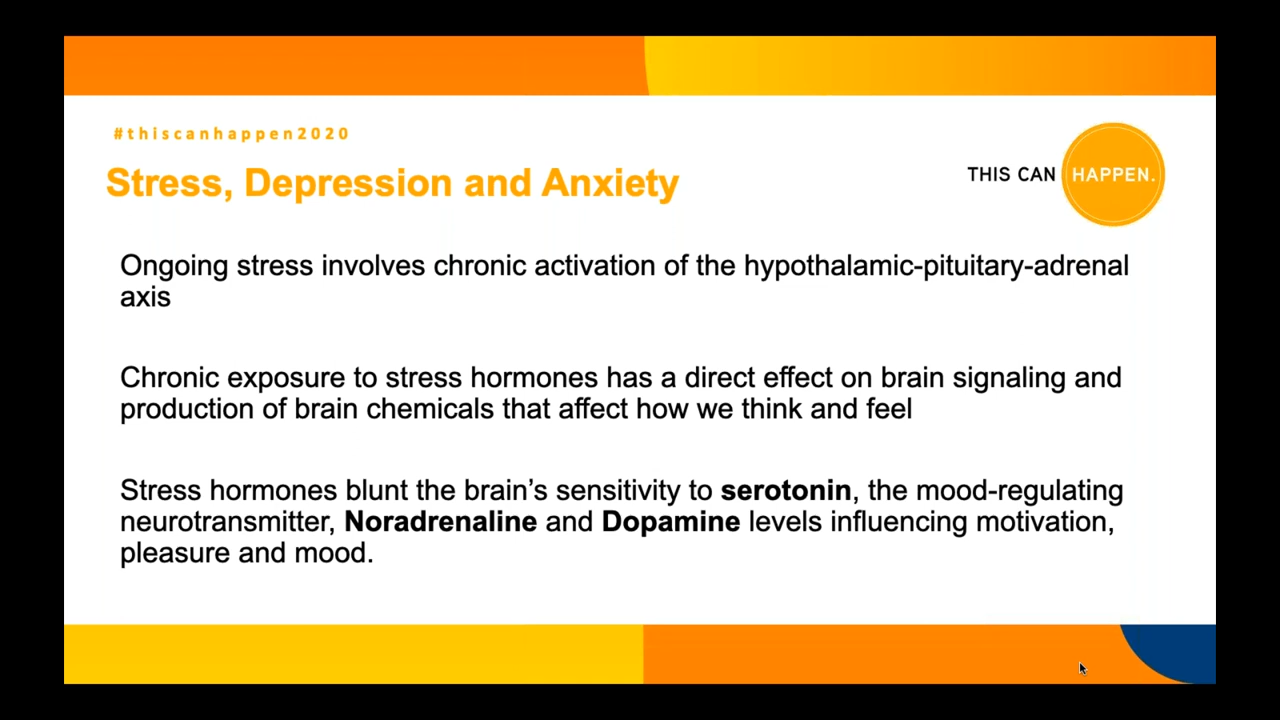 #thiscanhappen2020
Stress, Depression and Anxiety
THIS CAN HAPPEN.
Ongoing stress involves chronic activation of the hypothalamic-pituitary-adrenal
axis
Chronic exposure to stress hormones has a direct effect on brain signaling and
production of brain chemicals that affect how we think and feel
Stress hormones blunt the brain’s sensitivity to serotonin, the mood-regulating
neurotransmitter, Noradrenaline and Dopamine levels influencing motivation,
pleasure and mood.